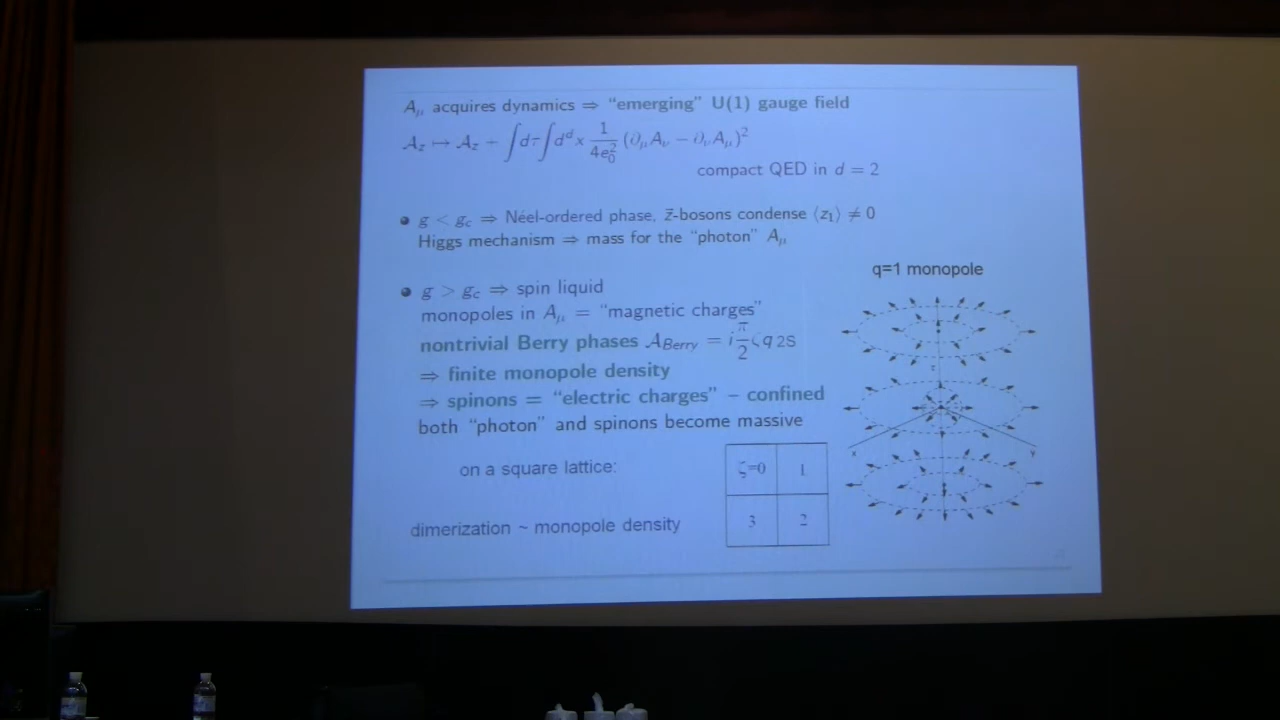 A_μ acquires dynamics ⇒ “emerging” U(1) gauge field
𝒜_z ↦ 𝒜_z − ∫dτ∫d^d x 1/(4e_0^2) (∂_μ A_ν − ∂_ν A_μ)^2
compact QED in d = 2
• g < g_c ⇒ Néel-ordered phase, z̄-bosons condense ⟨z_1⟩ ≠ 0
Higgs mechanism ⇒ mass for the “photon” A_μ
q=1 monopole
• g > g_c ⇒ spin liquid
monopoles in A_μ = “magnetic charges”
nontrivial Berry phases 𝒜_Berry = i π/2 ζ q 2S
⇒ finite monopole density
⇒ spinons = “electric charges” – confined
both “photon” and spinons become massive
z
x y
on a square lattice:
ζ=0 1
3 2
dimerization ~ monopole density